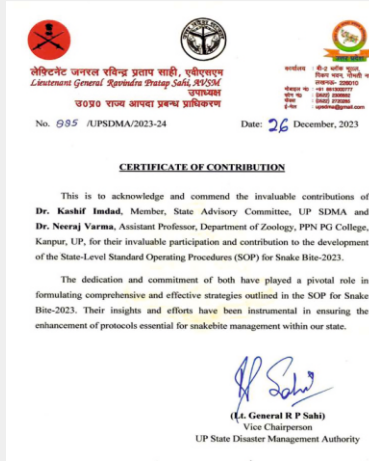 लेफ्टिनेंट जनरल रविन्द्र प्रताप साही, एवीएसएम
Lieutenant General Ravindra Pratap Sahi, AVSM
उपाध्यक्ष
उ०प्र० राज्य आपदा प्रबन्ध प्राधिकरण
कार्यालय :
No. 885 /UPSDMA/2023-24
Date: 26 December, 2023
CERTIFICATE OF CONTRIBUTION
This is to acknowledge and commend the invaluable contributions of
Dr. Kashif Imdad, Member, State Advisory Committee, UP SDMA and
Dr. Neeraj Varma, Assistant Professor, Department of Zoology, PPN PG College,
Kanpur, UP, for their invaluable participation and contribution to the development
of the State-Level Standard Operating Procedures (SOP) for Snake Bite-2023.
The dedication and commitment of both have played a pivotal role in
formulating comprehensive and effective strategies outlined in the SOP for Snake
Bite-2023. Their insights and efforts have been instrumental in ensuring the
enhancement of protocols essential for snakebite management within our state.
(Lt. General R P Sahi)
Vice Chairperson
UP State Disaster Management Authority